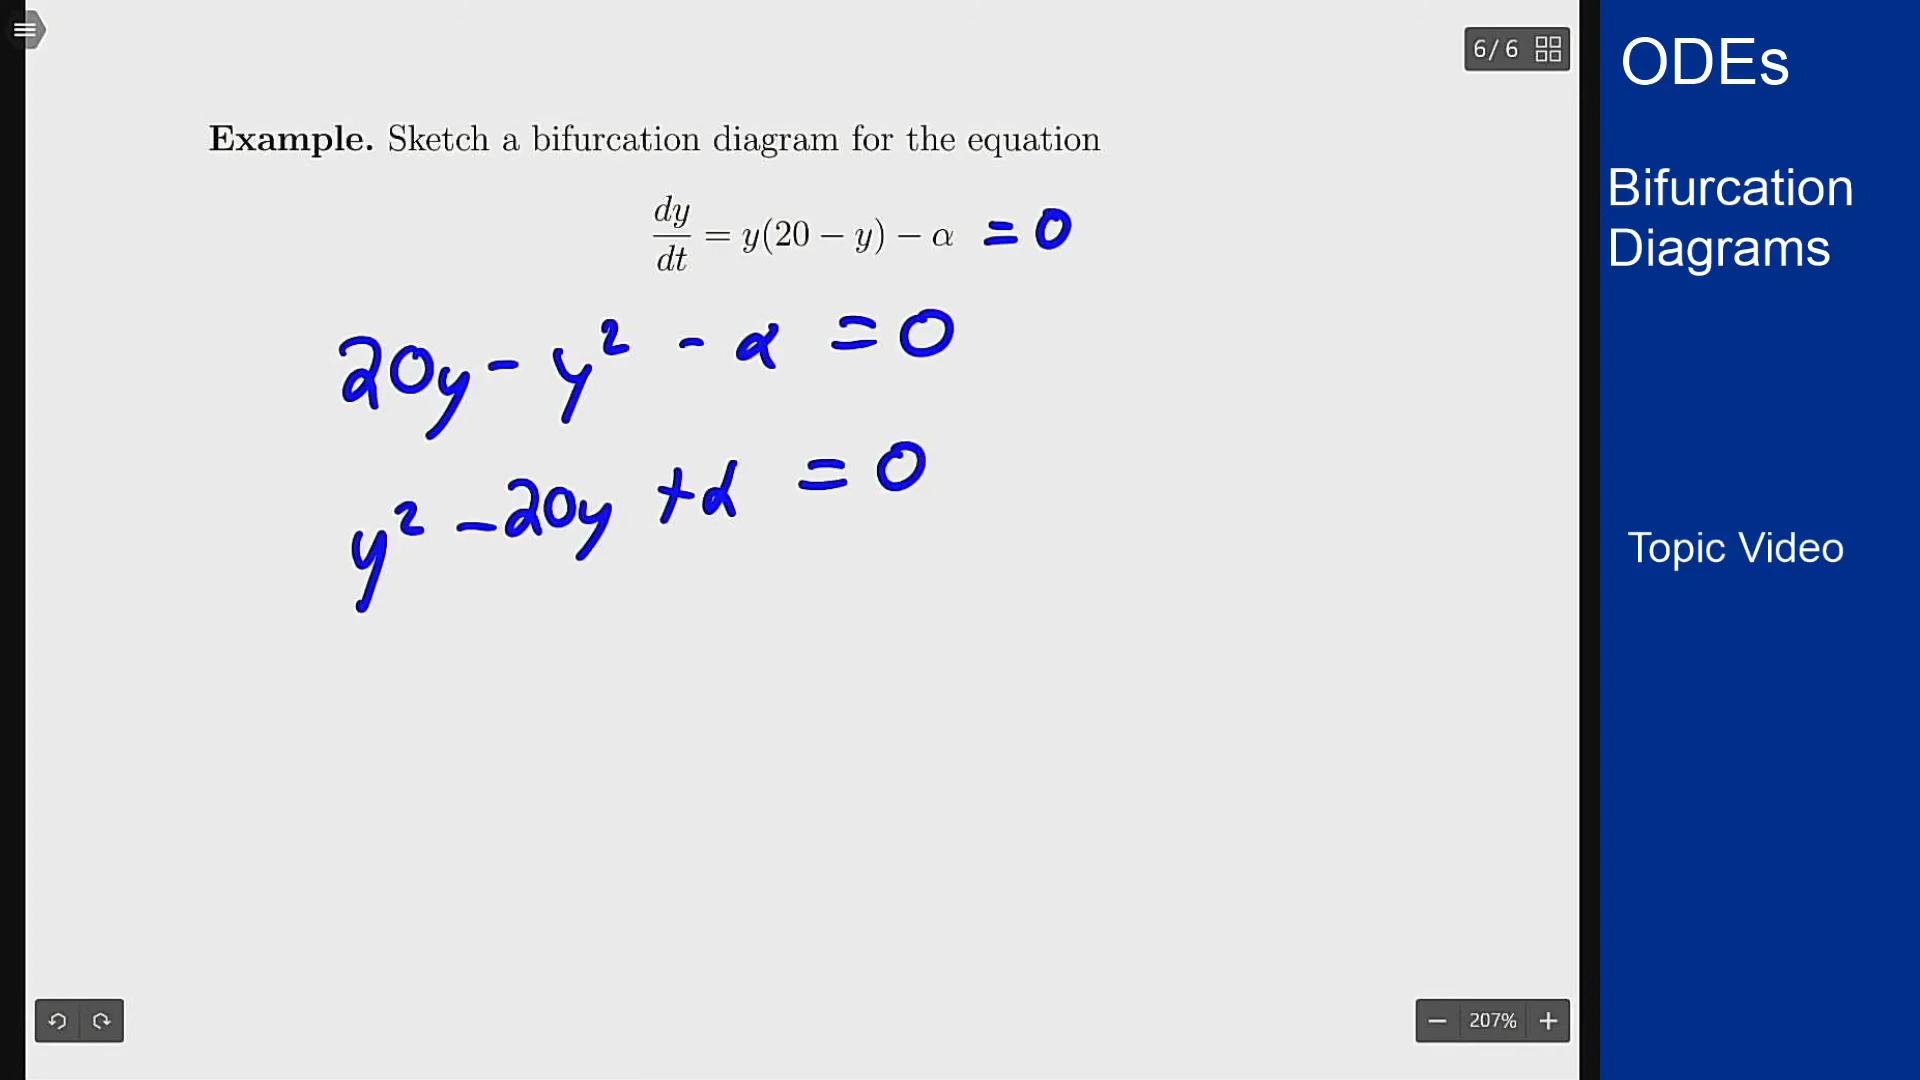 6/6
ODEs
Bifurcation
Diagrams
Example. Sketch a bifurcation diagram for the equation
dy/dt = y(20 − y) − α = 0
20y - y² - α = 0
y² - 20y + α = 0
Topic Video
207%